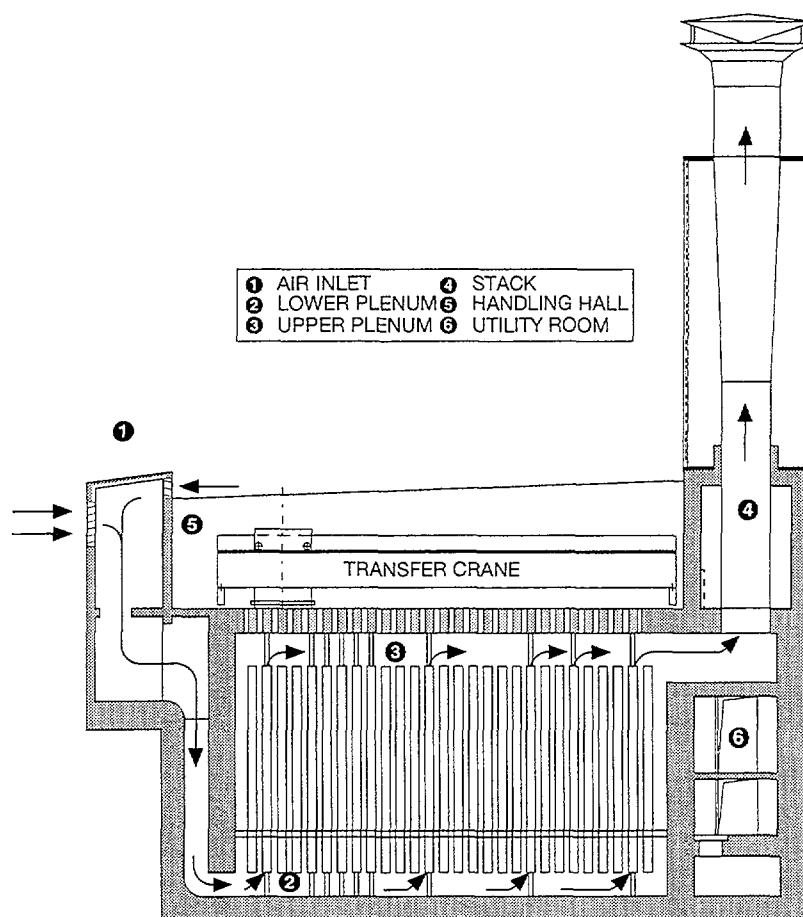 ❶ AIR INLET ❹ STACK
❷ LOWER PLENUM ❺ HANDLING HALL
❸ UPPER PLENUM ❻ UTILITY ROOM
❶
❺
❹
TRANSFER CRANE
❸
❻
❷